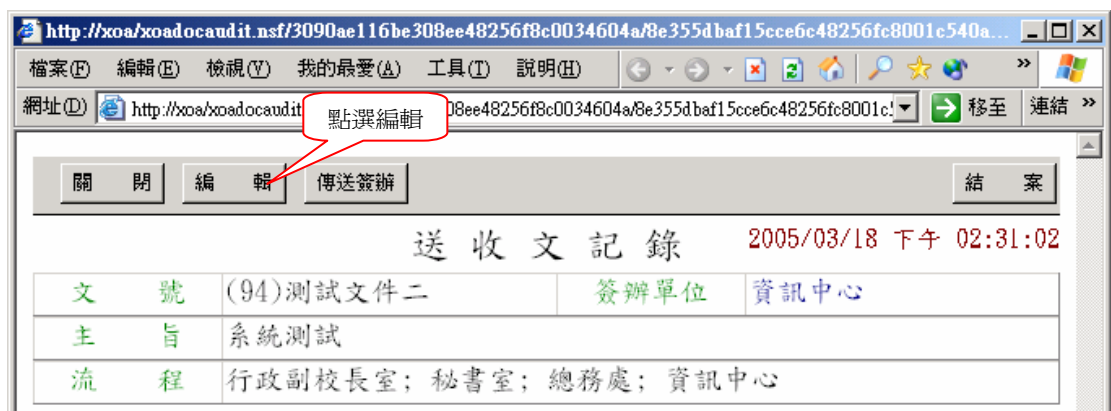 http://xoa/xoadocaudit.nsf/3090ae116be308ee48256f8c0034604a/8e355dbaf15cce6c48256fc8001c540a...
檔案(F) 編輯(E) 檢視(V) 我的最愛(A) 工具(T) 說明(H) »
網址(D) http://xoa/xoadocaudit 08ee48256f8c0034604a/8e355dbaf15cce6c48256fc8001c! 移至 連結 »
點選編輯
關 閉 編 輯 傳送簽辦 結 案
送收文記錄 2005/03/18 下午 02:31:02
文 號 (94)測試文件二 簽辦單位 資訊中心
主 旨 系統測試
流 程 行政副校長室; 秘書室; 總務處; 資訊中心